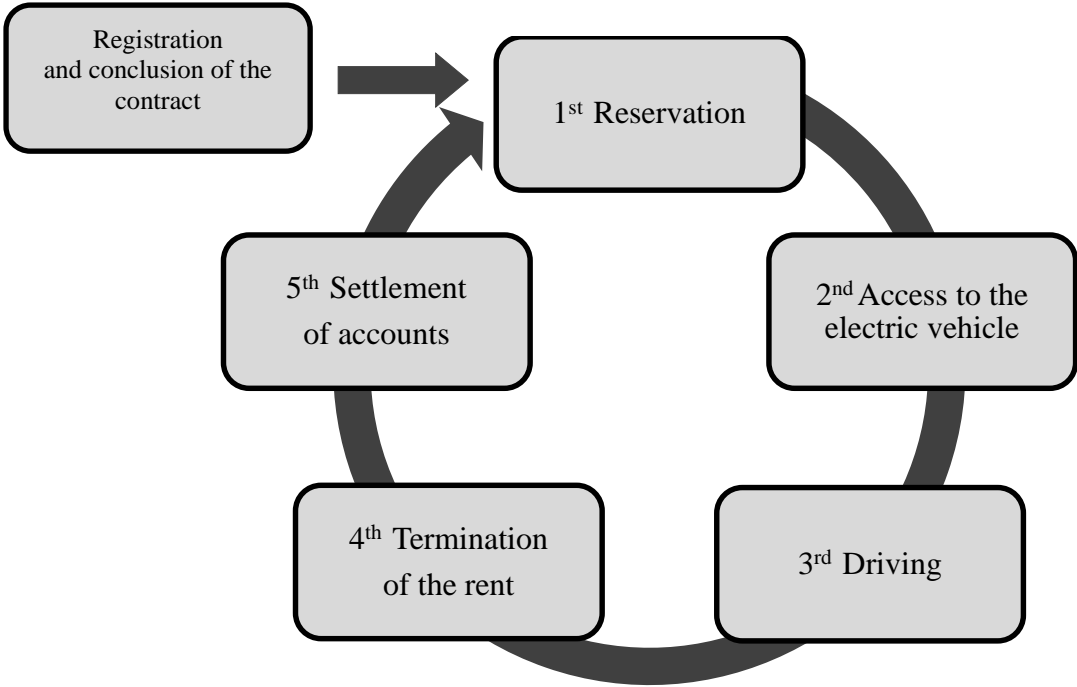 Registration
and conclusion of the
contract
1st Reservation
2nd Access to the
electric vehicle
3rd Driving
4th Termination
of the rent
5th Settlement
of accounts